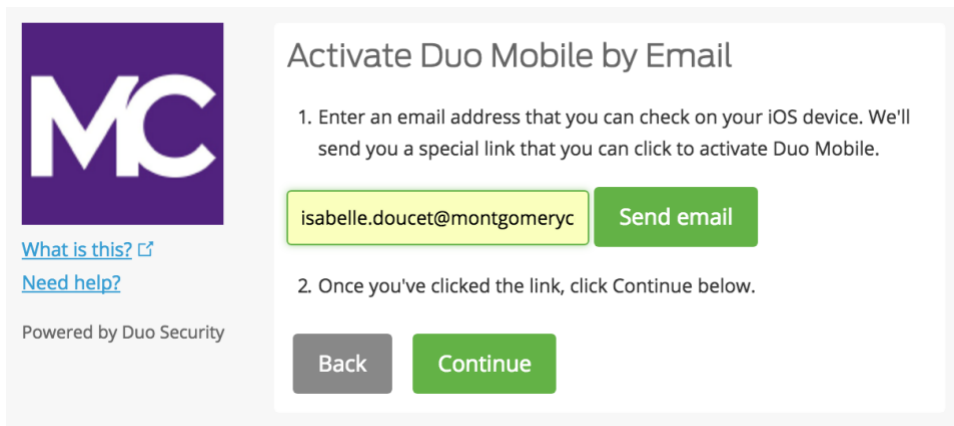 MC
What is this?
Need help?
Powered by Duo Security
Activate Duo Mobile by Email
1. Enter an email address that you can check on your iOS device. We'll
send you a special link that you can click to activate Duo Mobile.
isabelle.doucet@montgomeryc
Send email
2. Once you've clicked the link, click Continue below.
Back
Continue